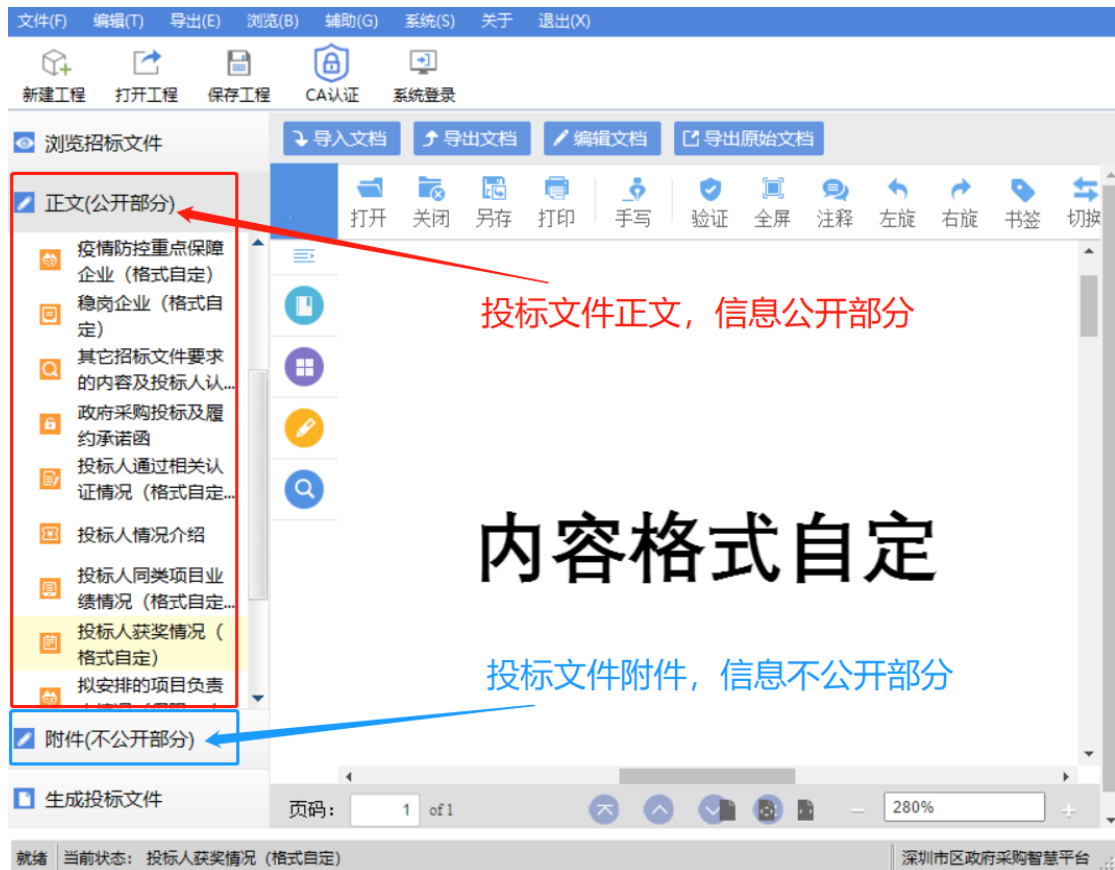 文件(F) 编辑(T) 导出(E) 浏览(B) 辅助(G) 系统(S) 关于 退出(X)
新建工程 打开工程 保存工程 CA认证 系统登录
浏览招标文件
导入文档 导出文档 编辑文档 导出原始文档
正文(公开部分)
打开 关闭 另存 打印 手写 验证 全屏 注释 左旋 右旋 书签 切换
疫情防控重点保障
企业（格式自定）
稳岗企业（格式自
定）
其它招标文件要求
的内容及投标人认...
政府采购投标及履
约承诺函
投标人通过相关认
证情况（格式自定...
投标人情况介绍
投标人同类项目业
绩情况（格式自定...
投标人获奖情况（
格式自定）
拟安排的项目负责
投标文件正文，信息公开部分
内容格式自定
投标文件附件，信息不公开部分
附件(不公开部分)
生成投标文件
页码： 1 of 1 280%
就绪 当前状态： 投标人获奖情况（格式自定） 深圳市区政府采购智慧平台